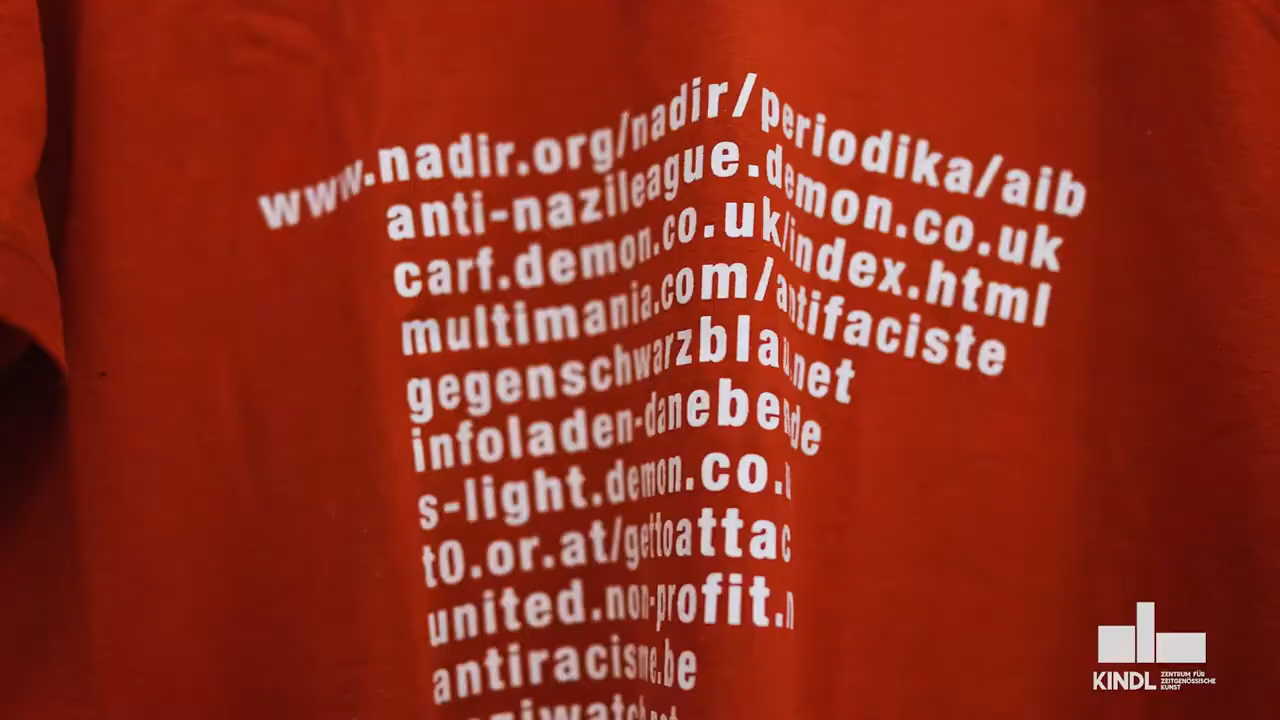 www.nadir.org/nadir/periodika/aib
anti-nazileague.demon.co.uk
carf.demon.co.uk/index.html
multimania.com/antifaciste
gegenschwarzblau.net
infoladen-daneben.de
s-light.demon.co.
t0.or.at/gettoattac
united.non-profit.n
antiracisme.be
KINDL
ZENTRUM FÜR
ZEITGENÖSSISCHE
KUNST